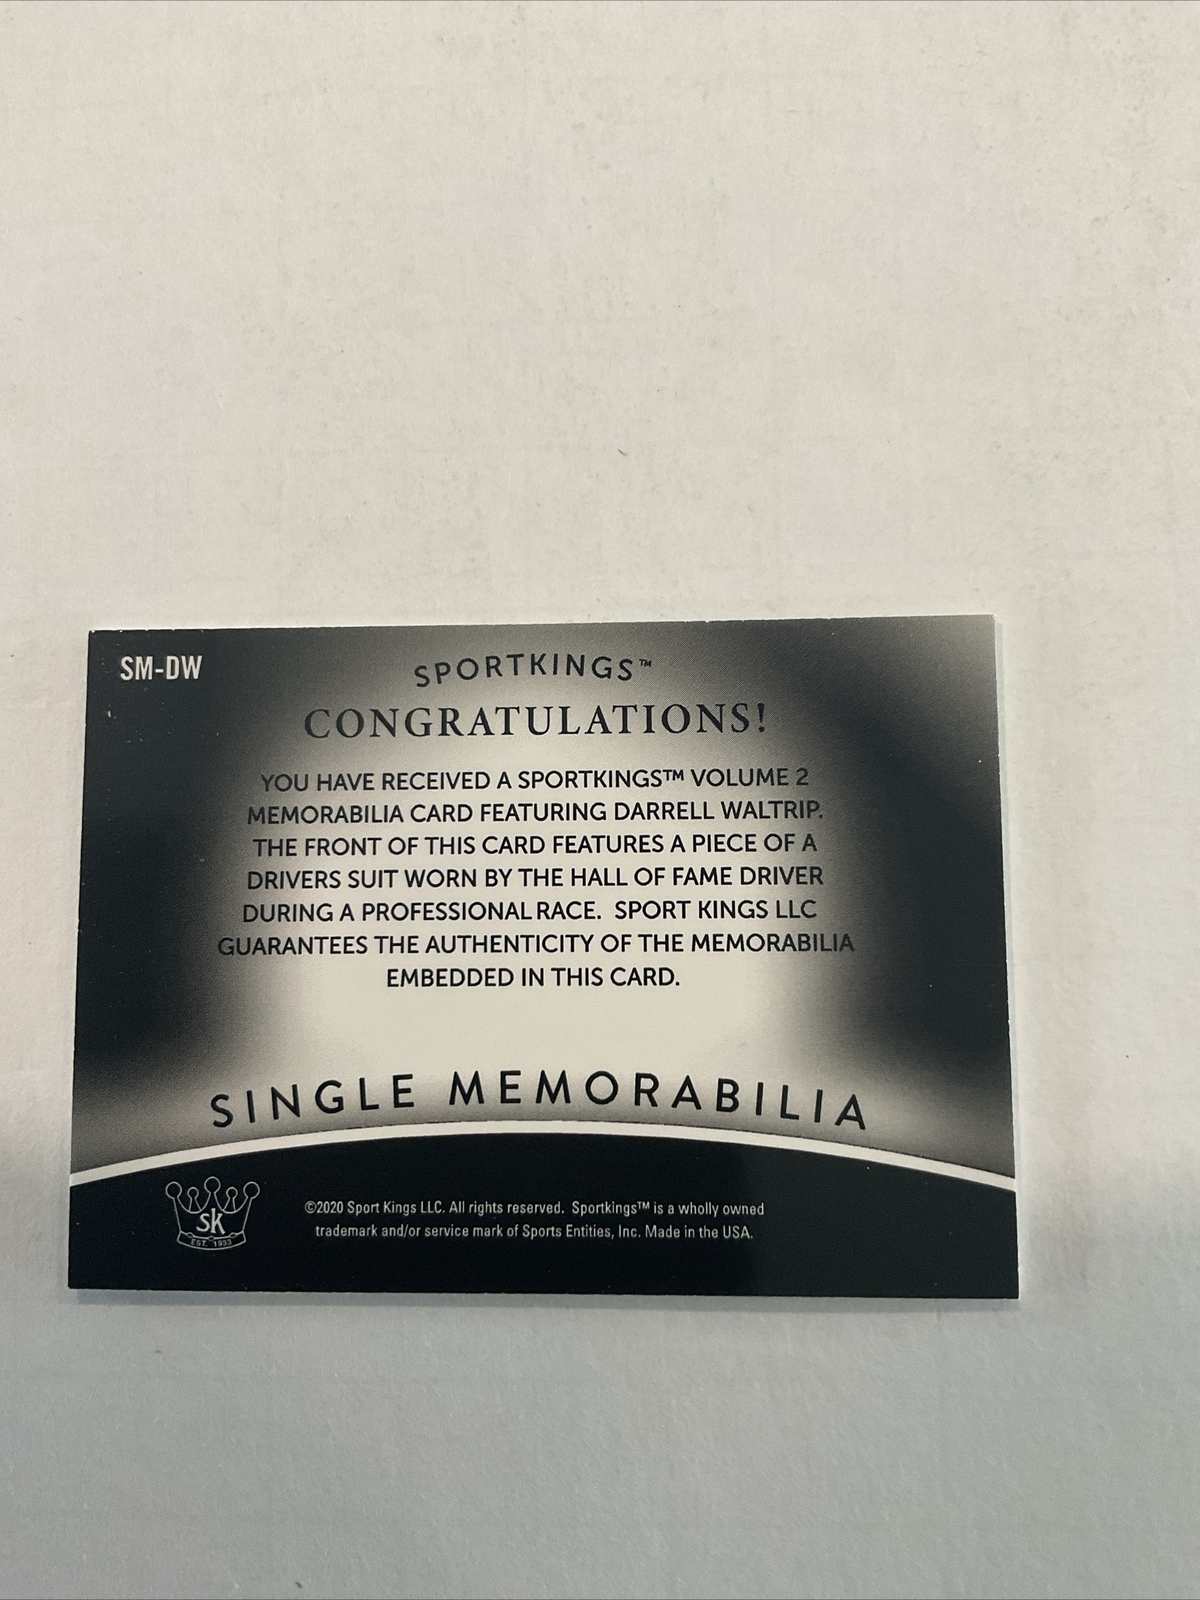 SM-DW
SPORTKINGS™
CONGRATULATIONS!
YOU HAVE RECEIVED A SPORTKINGS™ VOLUME 2
MEMORABILIA CARD FEATURING DARRELL WALTRIP.
THE FRONT OF THIS CARD FEATURES A PIECE OF A
DRIVERS SUIT WORN BY THE HALL OF FAME DRIVER
DURING A PROFESSIONAL RACE. SPORT KINGS LLC
GUARANTEES THE AUTHENTICITY OF THE MEMORABILIA
EMBEDDED IN THIS CARD.
SINGLE MEMORABILIA
sk
EST. 1933
©2020 Sport Kings LLC. All rights reserved. Sportkings™ is a wholly owned
trademark and/or service mark of Sports Entities, Inc. Made in the USA.